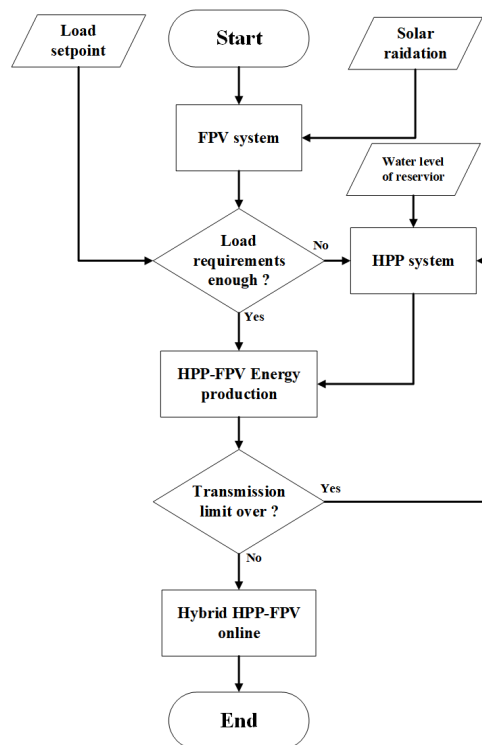 Load
setpoint
Start
Solar
raidation
FPV system
Water level
of reservior
Load
requirements
enough ?
No
HPP system
Yes
HPP-FPV Energy
production
Transmission
limit over ?
Yes
No
Hybrid HPP-FPV
online
End